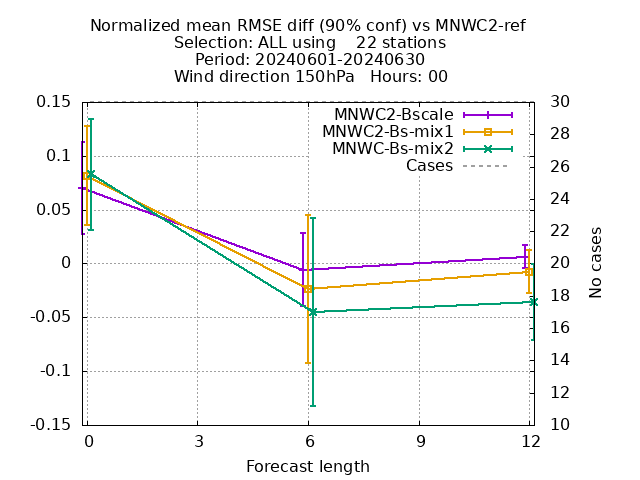 Normalized mean RMSE diff (90% conf) vs MNWC2-ref
Selection: ALL using    22 stations
Period: 20240601-20240630
Wind direction 150hPa   Hours: 00
MNWC2-Bscale
MNWC2-Bs-mix1
MNWC-Bs-mix2
Cases
0.15
0.1
0.05
0
-0.05
-0.1
-0.15
30
28
26
24
22
20
18
16
14
12
10
No cases
0 3 6 9 12
Forecast length